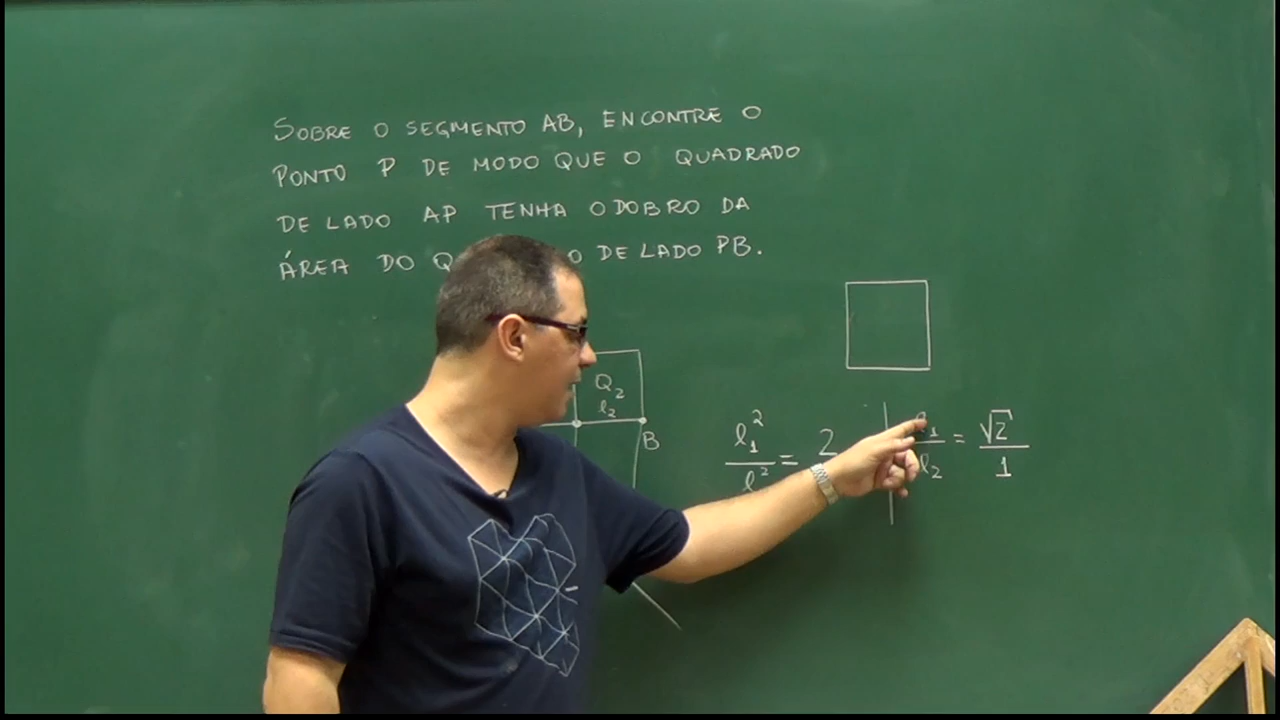 SOBRE O SEGMENTO AB, ENCONTRE O
PONTO P DE MODO QUE O QUADRADO
DE LADO AP TENHA O DOBRO DA
ÁREA DO Q O DE LADO PB.
Q₂
l₂
B
l₁² / l² = 2
l₁ / l₂ = √2 / 1